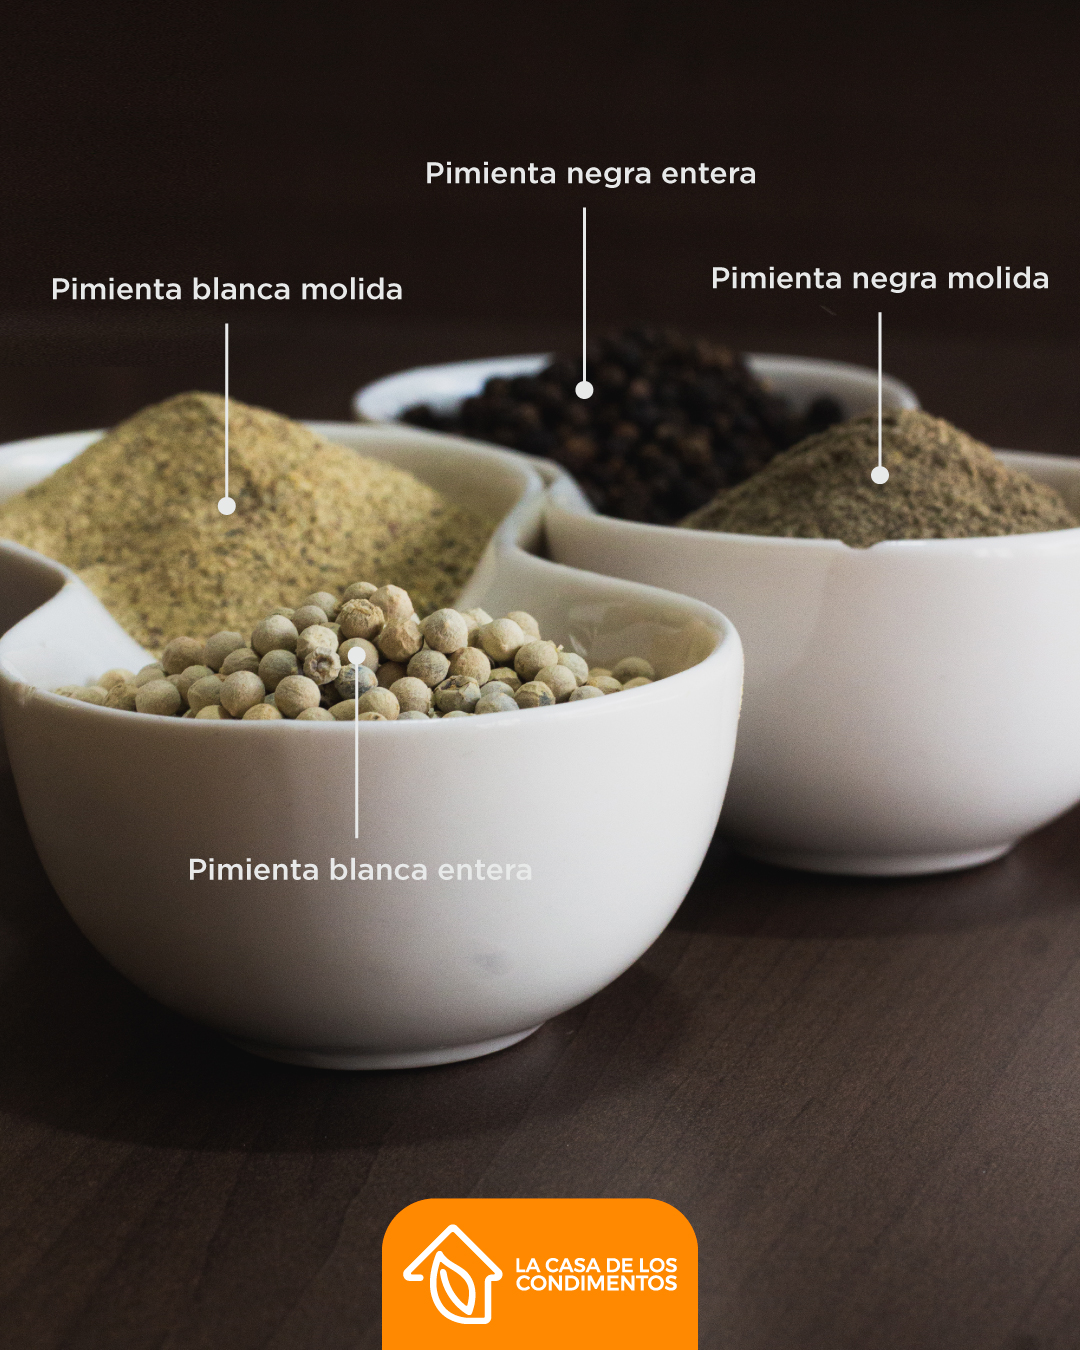 Pimienta negra entera
Pimienta blanca molida
Pimienta negra molida
Pimienta blanca entera
LA CASA DE LOS
CONDIMENTOS